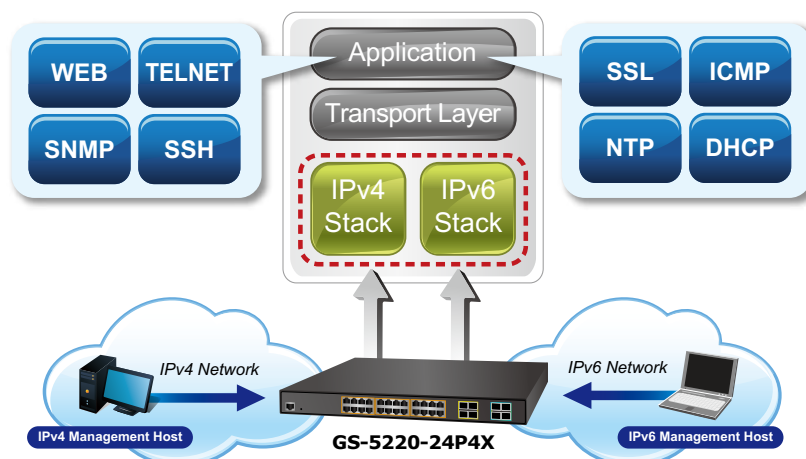 Application
WEB
TELNET
SNMP
SSH
SSL
ICMP
NTP
DHCP
Transport Layer
IPv4
Stack
IPv6
Stack
IPv4 Network
IPv6 Network
IPv4 Management Host
IPv6 Management Host
GS-5220-24P4X